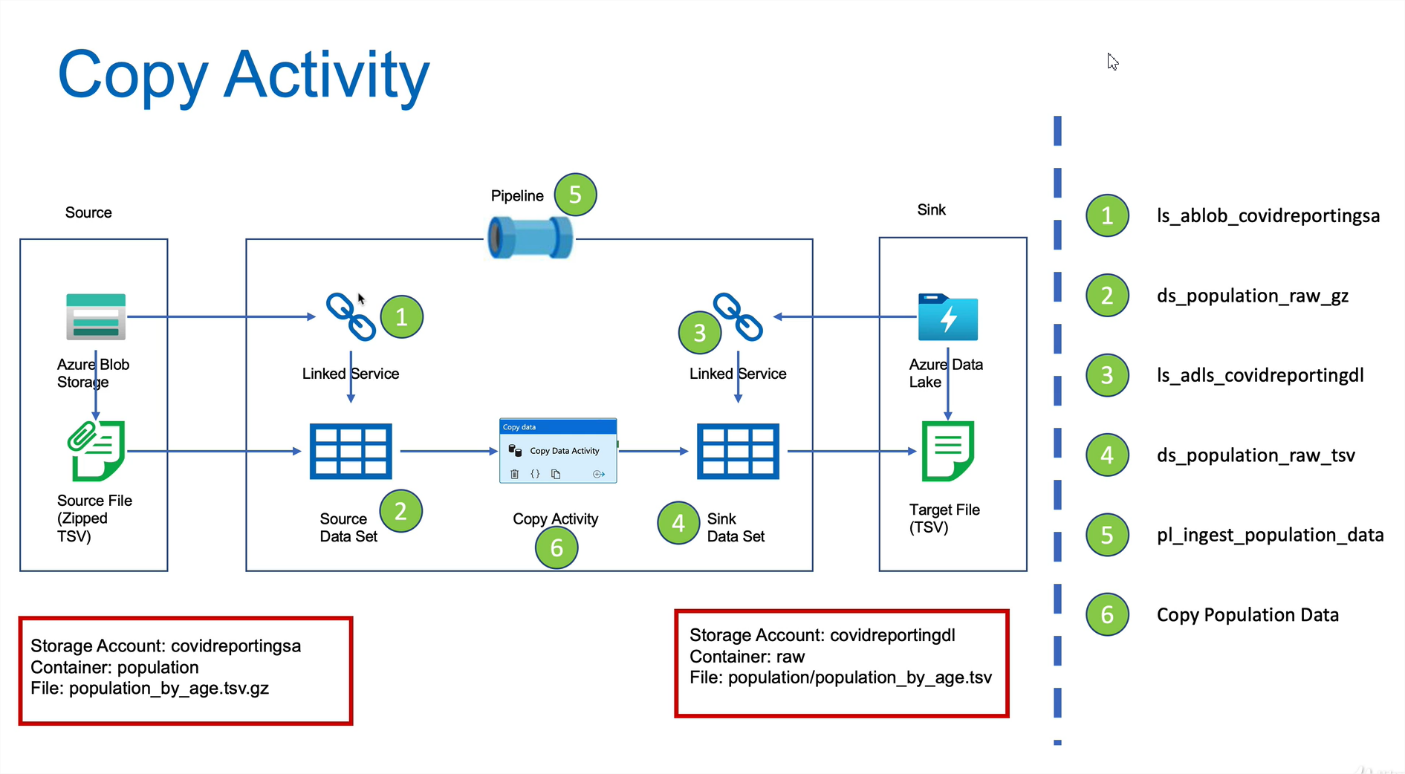 Copy Activity
Source
Pipeline
5
Sink
1
3
Azure Blob
Storage
Linked Service
Linked Service
Azure Data
Lake
Copy data
Copy Data Activity
{}
Source File
(Zipped
TSV)
Source
Data Set
2
Copy Activity
6
4
Sink
Data Set
Target File
(TSV)
Storage Account: covidreportingsa
Container: population
File: population_by_age.tsv.gz
Storage Account: covidreportingdl
Container: raw
File: population/population_by_age.tsv
1 ls_ablob_covidreportingsa
2 ds_population_raw_gz
3 ls_adls_covidreportingdl
4 ds_population_raw_tsv
5 pl_ingest_population_data
6 Copy Population Data